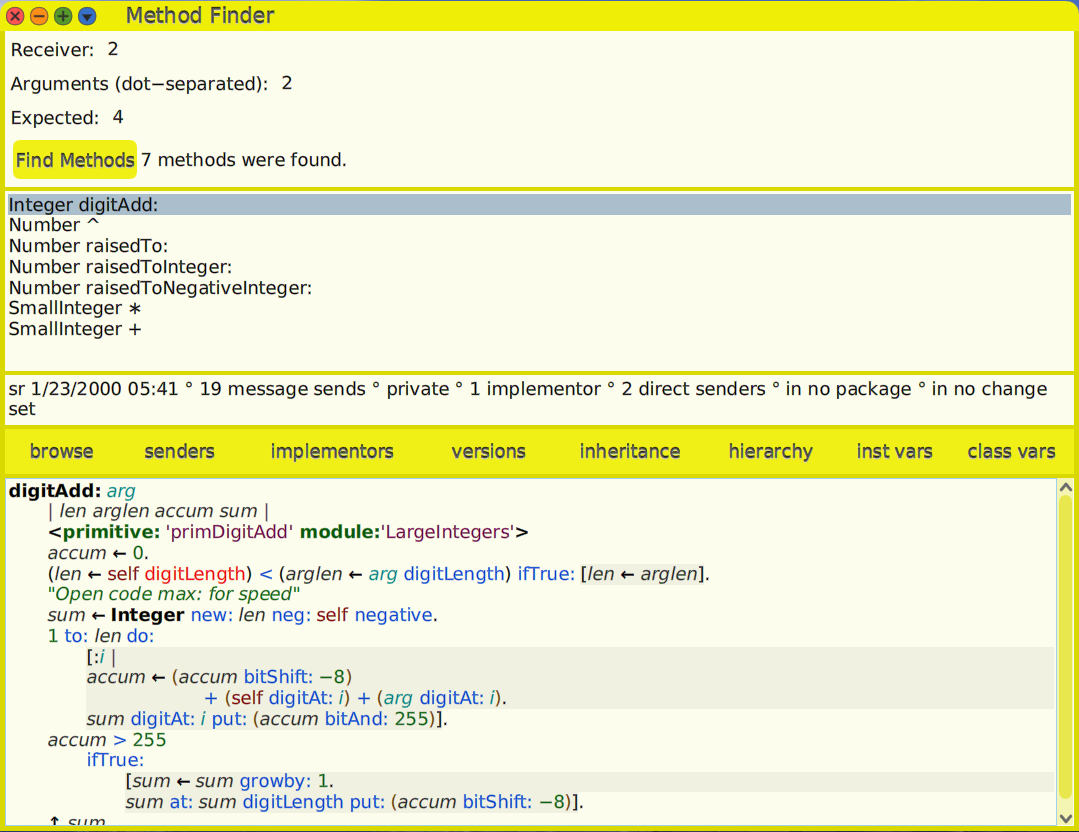 Method Finder
Receiver: 2
Arguments (dot−separated): 2
Expected: 4
Find Methods 7 methods were found.
Integer digitAdd:
Number ^
Number raisedTo:
Number raisedToInteger:
Number raisedToNegativeInteger:
SmallInteger ∗
SmallInteger +
sr 1/23/2000 05:41 ° 19 message sends ° private ° 1 implementor ° 2 direct senders ° in no package ° in no change
set
browse senders implementors versions inheritance hierarchy inst vars class vars
digitAdd: arg
| len arglen accum sum |
<primitive: 'primDigitAdd' module:'LargeIntegers'>
accum ← 0.
(len ← self digitLength) < (arglen ← arg digitLength) ifTrue: [len ← arglen].
"Open code max: for speed"
sum ← Integer new: len neg: self negative.
1 to: len do:
[:i |
accum ← (accum bitShift: −8)
+ (self digitAt: i) + (arg digitAt: i).
sum digitAt: i put: (accum bitAnd: 255)].
accum > 255
ifTrue:
[sum ← sum growby: 1.
sum at: sum digitLength put: (accum bitShift: −8)].
↑ sum